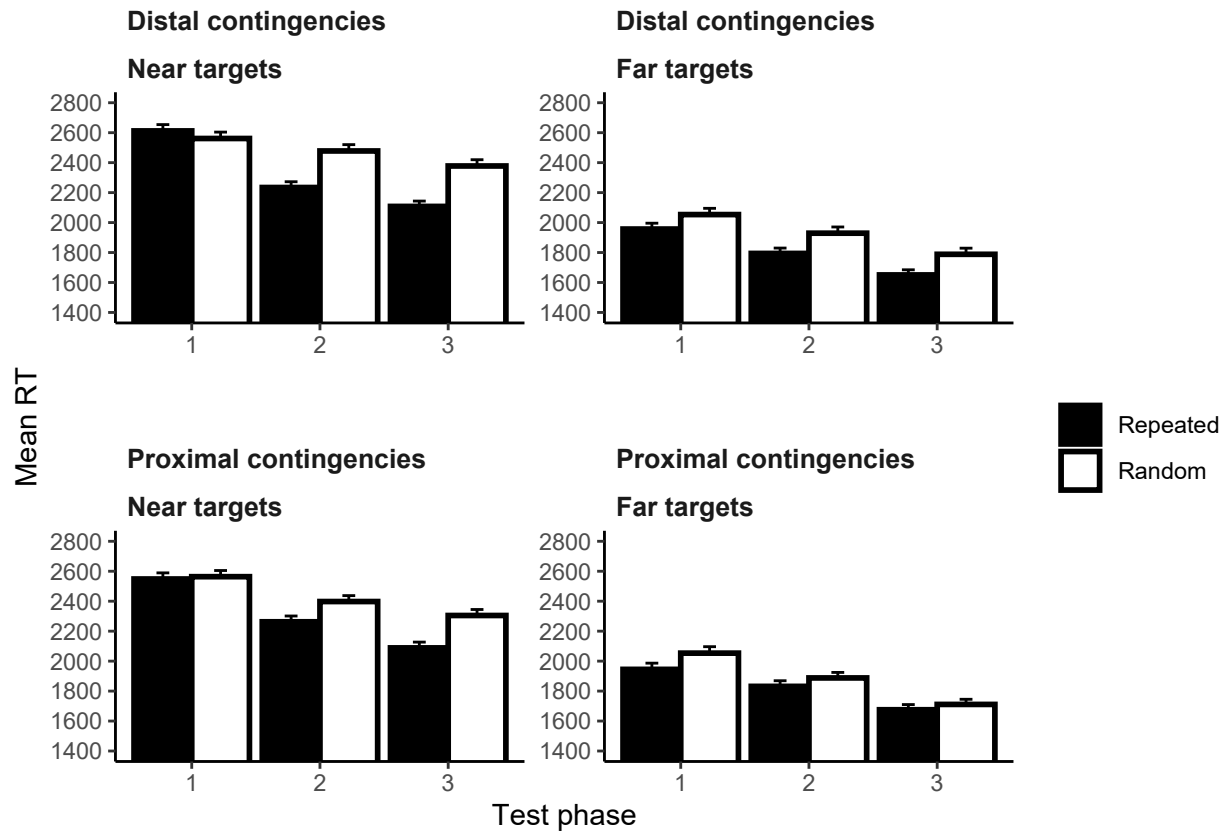 Distal contingencies
Near targets
2800
2600
2400
2200
2000
1800
1600
1400
1 2 3
Distal contingencies
Far targets
2800
2600
2400
2200
2000
1800
1600
1400
1 2 3
Mean RT
Proximal contingencies
Near targets
2800
2600
2400
2200
2000
1800
1600
1400
1 2 3
Proximal contingencies
Far targets
2800
2600
2400
2200
2000
1800
1600
1400
1 2 3
Test phase
Repeated
Random